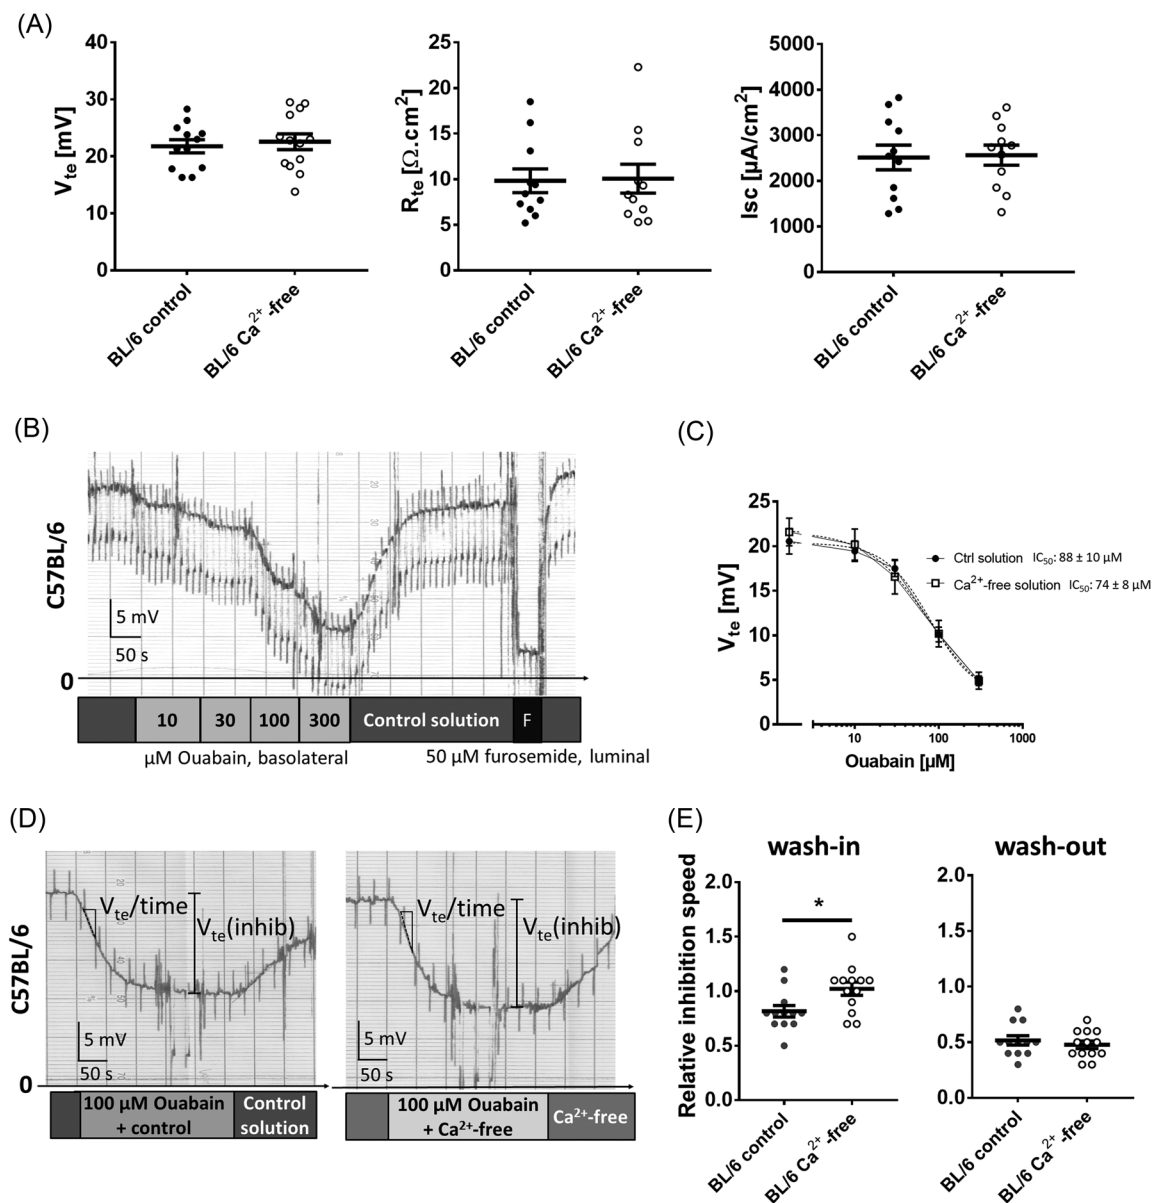 (A)
40
30
20
10
0
V_te [mV]
BL/6 control
BL/6 Ca²⁺-free
25
20
15
10
5
0
R_te [Ω.cm²]
BL/6 control
BL/6 Ca²⁺-free
5000
4000
3000
2000
1000
0
Isc [µA/cm²]
BL/6 control
BL/6 Ca²⁺-free
(B)
C57BL/6
5 mV
50 s
0
10 30 100 300 Control solution F
µM Ouabain, basolateral 50 µM furosemide, luminal
(C)
25
20
15
10
5
0
V_te [mV]
Ctrl solution IC₅₀: 88 ± 10 µM
Ca²⁺-free solution IC₅₀: 74 ± 8 µM
10 100 1000
Ouabain [µM]
(D)
C57BL/6
V_te/time
V_te(inhib)
5 mV
50 s
0
100 µM Ouabain
+ control
Control
solution
V_te/time
V_te(inhib)
5 mV
50 s
100 µM Ouabain
+ Ca²⁺-free
Ca²⁺-free
(E)
wash-in
2.0
1.5
1.0
0.5
0.0
Relative inhibition speed
*
BL/6 control
BL/6 Ca²⁺-free
wash-out
2.0
1.5
1.0
0.5
0.0
BL/6 control
BL/6 Ca²⁺-free